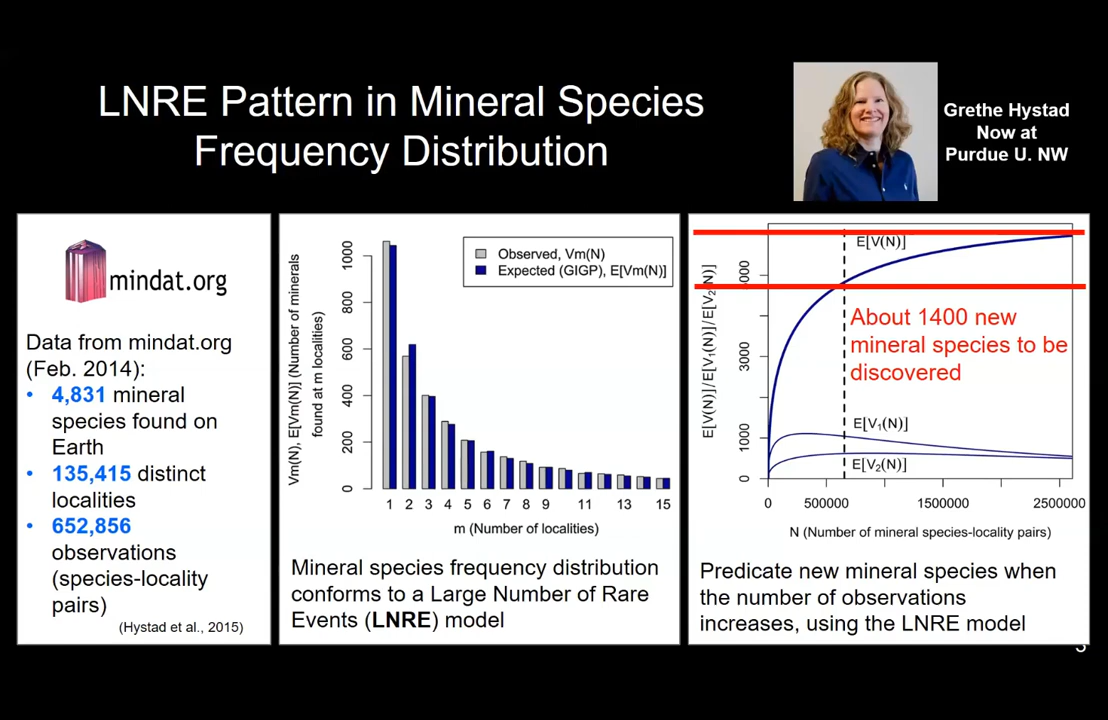 LNRE Pattern in Mineral Species
Frequency Distribution
Grethe Hystad
Now at
Purdue U. NW
mindat.org
Data from mindat.org
(Feb. 2014):
• 4,831 mineral
species found on
Earth
• 135,415 distinct
localities
• 652,856
observations
(species-locality
pairs)
(Hystad et al., 2015)
Vm(N), E[Vm(N)] (Number of minerals
found at m localities)
1000
800
600
400
200
0
Observed, Vm(N)
Expected (GIGP), E[Vm(N)]
1 2 3 4 5 6 7 8 9 11 13 15
m (Number of localities)
Mineral species frequency distribution
conforms to a Large Number of Rare
Events (LNRE) model
E[V(N)]/E[V₁(N)]/E[V₂(N)]
3000
1000
0
E[V(N)]
About 1400 new
mineral species to be
discovered
E[V₁(N)]
E[V₂(N)]
0 500000 1500000 2500000
N (Number of mineral species-locality pairs)
Predicate new mineral species when
the number of observations
increases, using the LNRE model